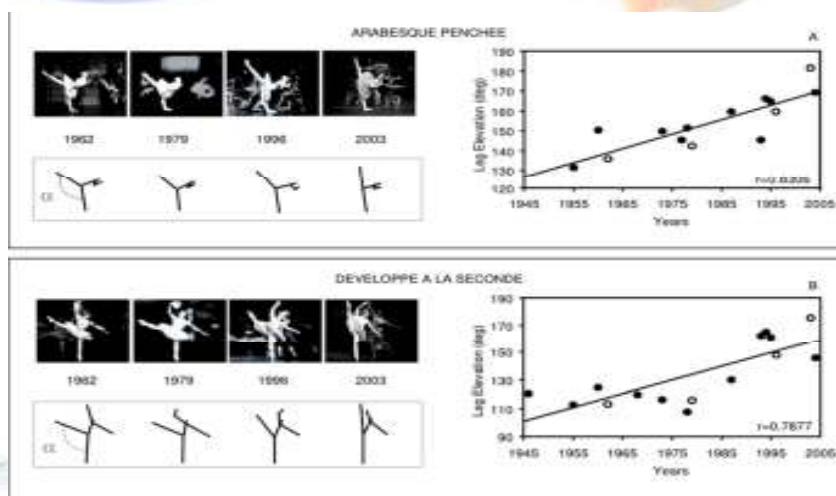 ARABESQUE PENCHEE
A
1962 1979 1996 2003
α
Leg Elevation (deg)
190
180
170
160
150
140
130
120
1945 1955 1965 1975 1985 1995 2005
Years
DEVELOPPE A LA SECONDE
B
1962 1979 1996 2003
α
Leg Elevation (deg)
190
170
150
130
110
90
1945 1955 1965 1975 1985 1995 2005
Years